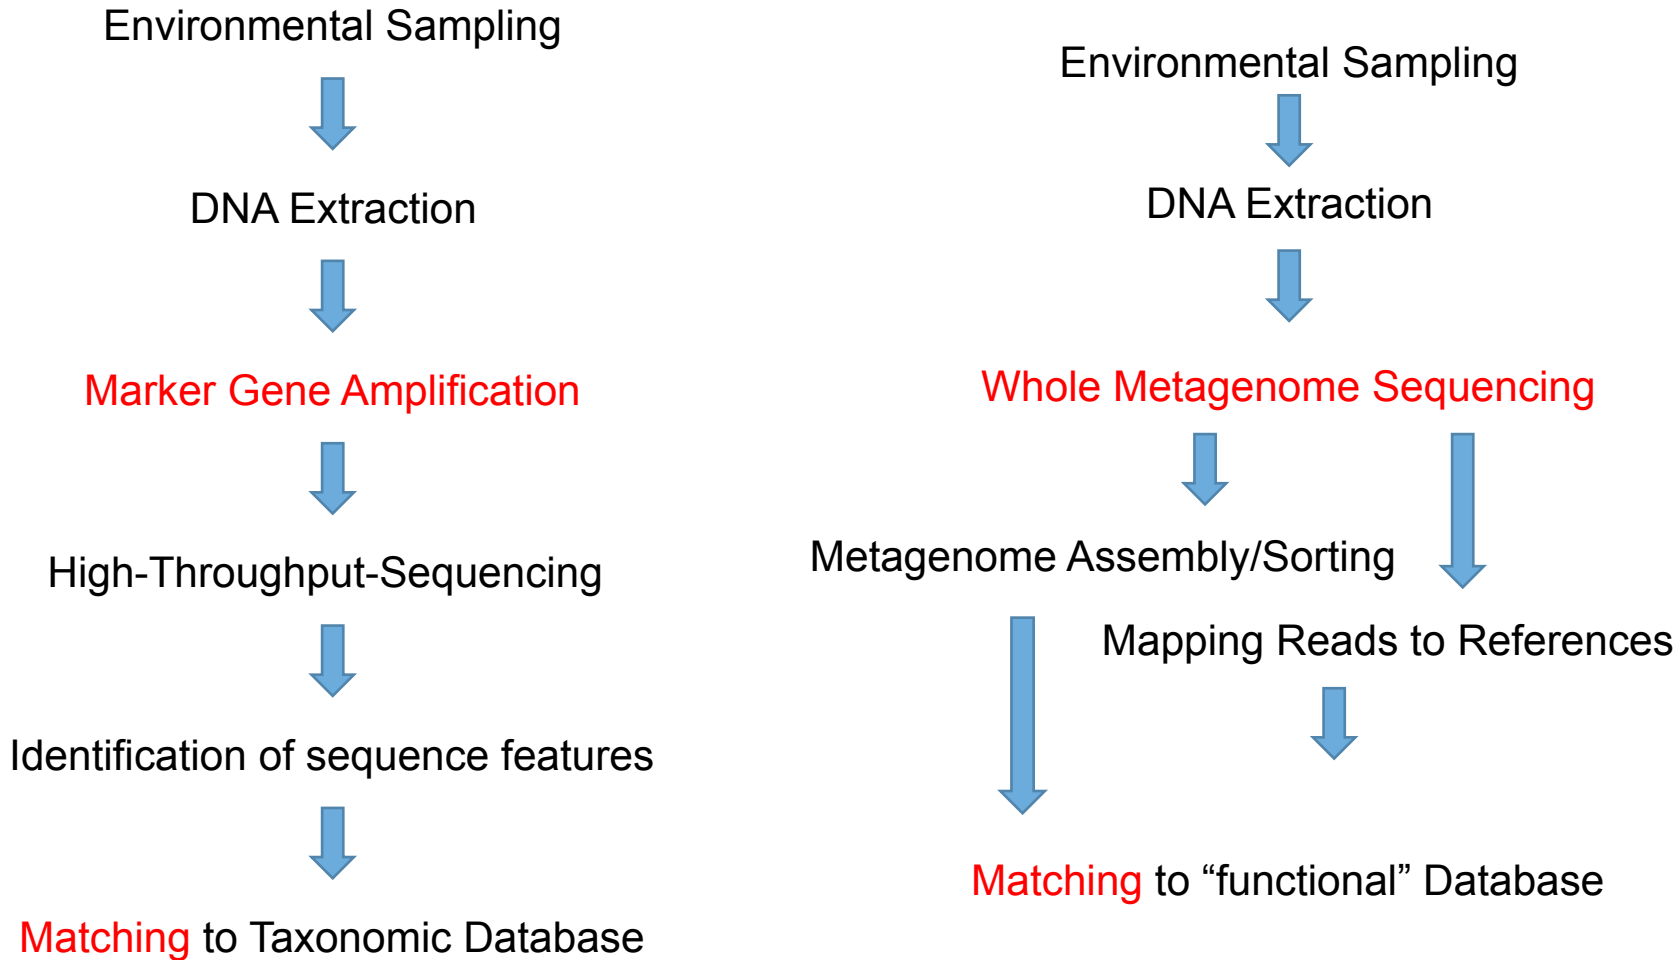 Environmental Sampling
DNA Extraction
Marker Gene Amplification
High-Throughput-Sequencing
Identification of sequence features
Matching to Taxonomic Database
Environmental Sampling
DNA Extraction
Whole Metagenome Sequencing
Metagenome Assembly/Sorting
Mapping Reads to References
Matching to “functional” Database